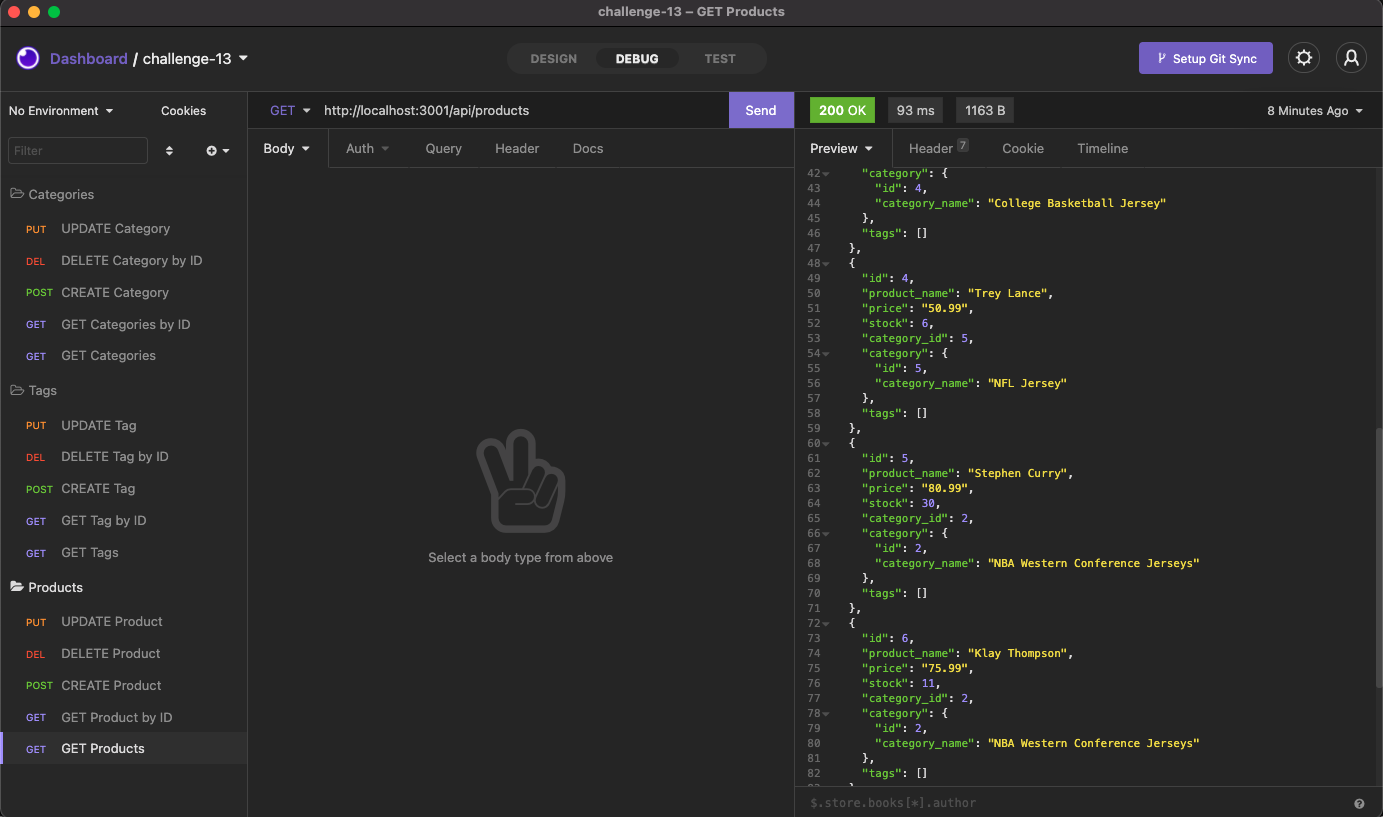 challenge-13 – GET Products
Dashboard / challenge-13
DESIGN DEBUG TEST
Setup Git Sync
No Environment Cookies
Filter
Categories
PUT UPDATE Category
DEL DELETE Category by ID
POST CREATE Category
GET GET Categories by ID
GET GET Categories
Tags
PUT UPDATE Tag
DEL DELETE Tag by ID
POST CREATE Tag
GET GET Tag by ID
GET GET Tags
Products
PUT UPDATE Product
DEL DELETE Product
POST CREATE Product
GET GET Product by ID
GET GET Products
GET http://localhost:3001/api/products Send
Body Auth Query Header Docs
Select a body type from above
200 OK 93 ms 1163 B 8 Minutes Ago
Preview Header 7 Cookie Timeline
42 "category": {
43 "id": 4,
44 "category_name": "College Basketball Jersey"
45 },
46 "tags": []
47 },
48 {
49 "id": 4,
50 "product_name": "Trey Lance",
51 "price": "50.99",
52 "stock": 6,
53 "category_id": 5,
54 "category": {
55 "id": 5,
56 "category_name": "NFL Jersey"
57 },
58 "tags": []
59 },
60 {
61 "id": 5,
62 "product_name": "Stephen Curry",
63 "price": "80.99",
64 "stock": 30,
65 "category_id": 2,
66 "category": {
67 "id": 2,
68 "category_name": "NBA Western Conference Jerseys"
69 },
70 "tags": []
71 },
72 {
73 "id": 6,
74 "product_name": "Klay Thompson",
75 "price": "75.99",
76 "stock": 11,
77 "category_id": 2,
78 "category": {
79 "id": 2,
80 "category_name": "NBA Western Conference Jerseys"
81 },
82 "tags": []
$.store.books[*].author